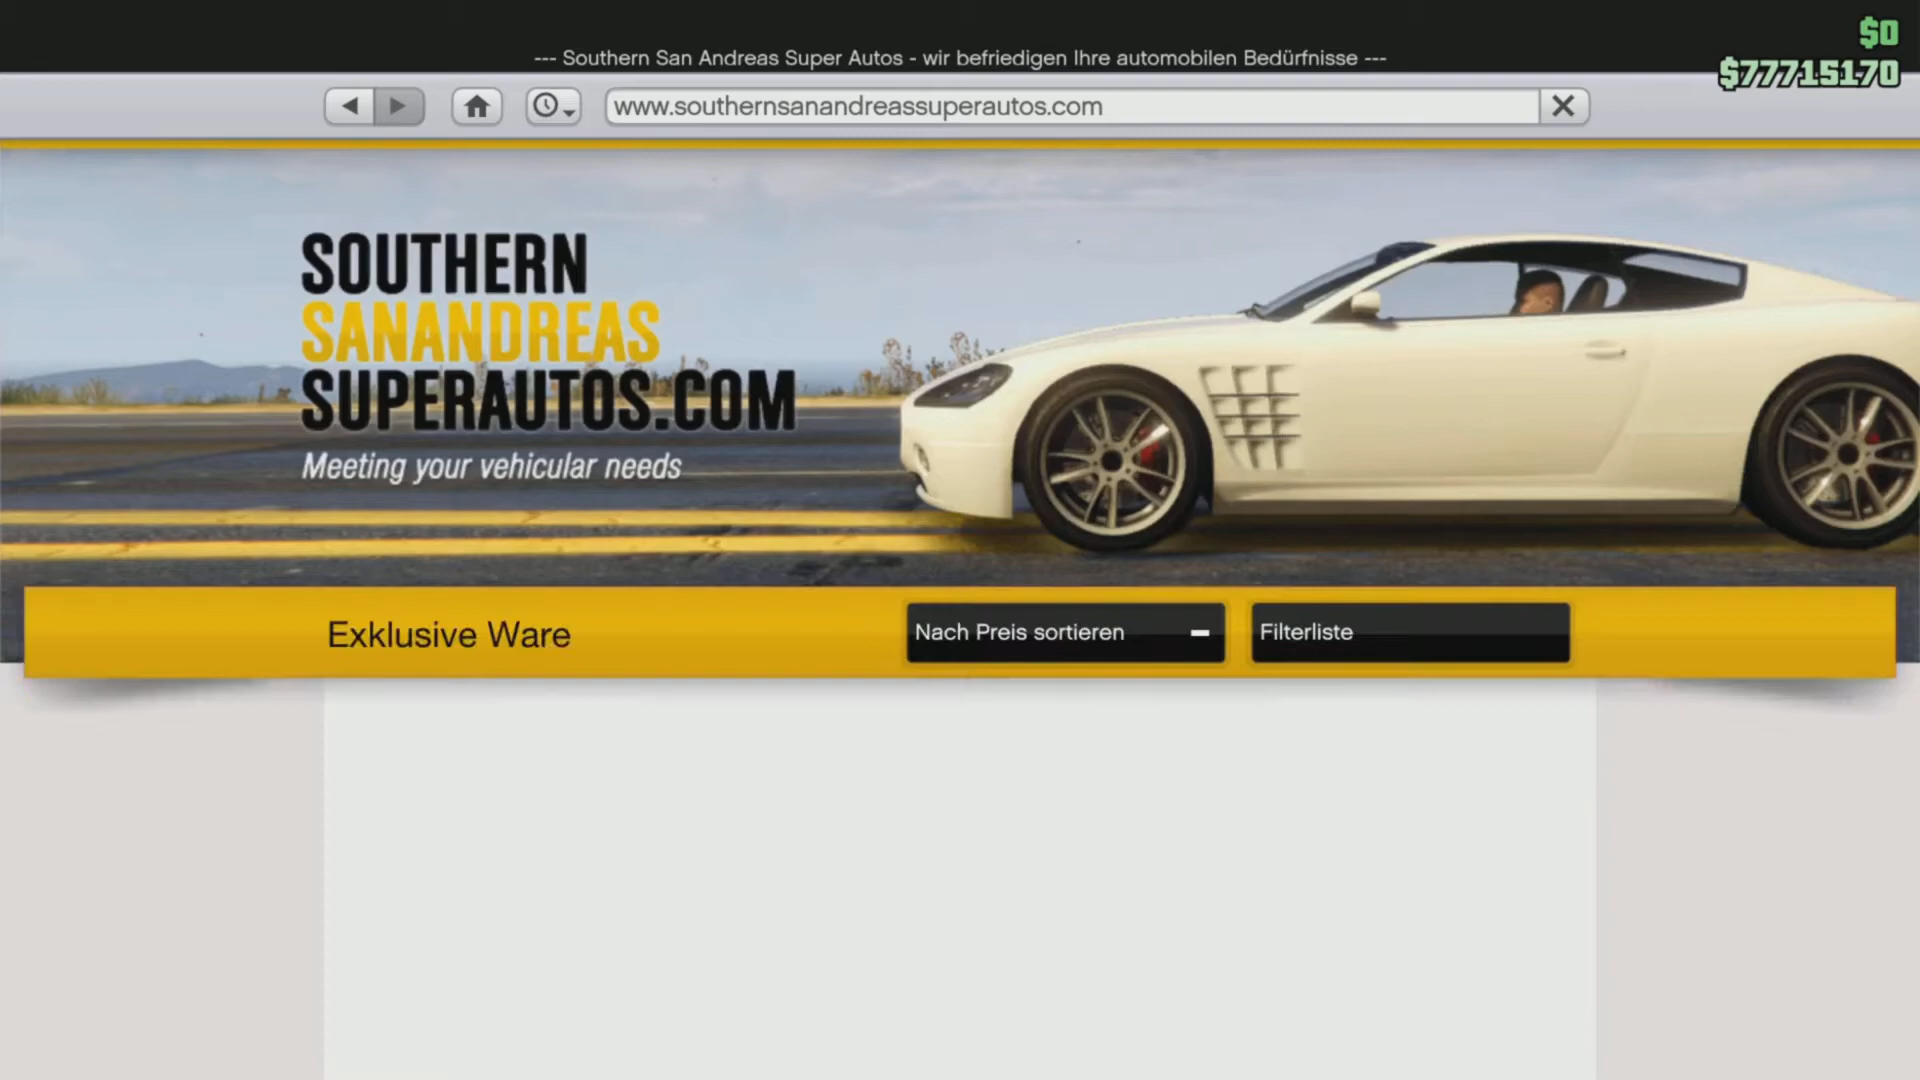 $0
--- Southern San Andreas Super Autos - wir befriedigen Ihre automobilen Bedürfnisse ---
$77715170
www.southernsanandreassuperautos.com
SOUTHERN
SANANDREAS
SUPERAUTOS.COM
Meeting your vehicular needs
Exklusive Ware
Nach Preis sortieren
Filterliste